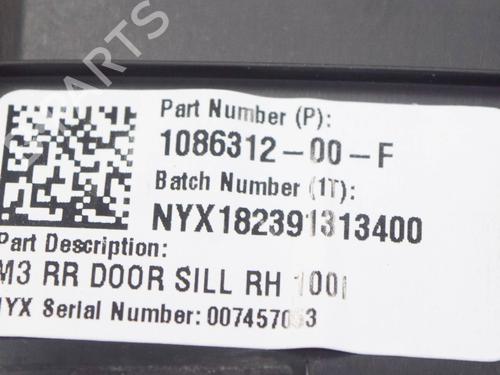 Part Number (P):
1086312-00-F
Batch Number (1T):
NYX182391313400
Part Description:
M3 RR DOOR SILL RH
NYX Serial Number: